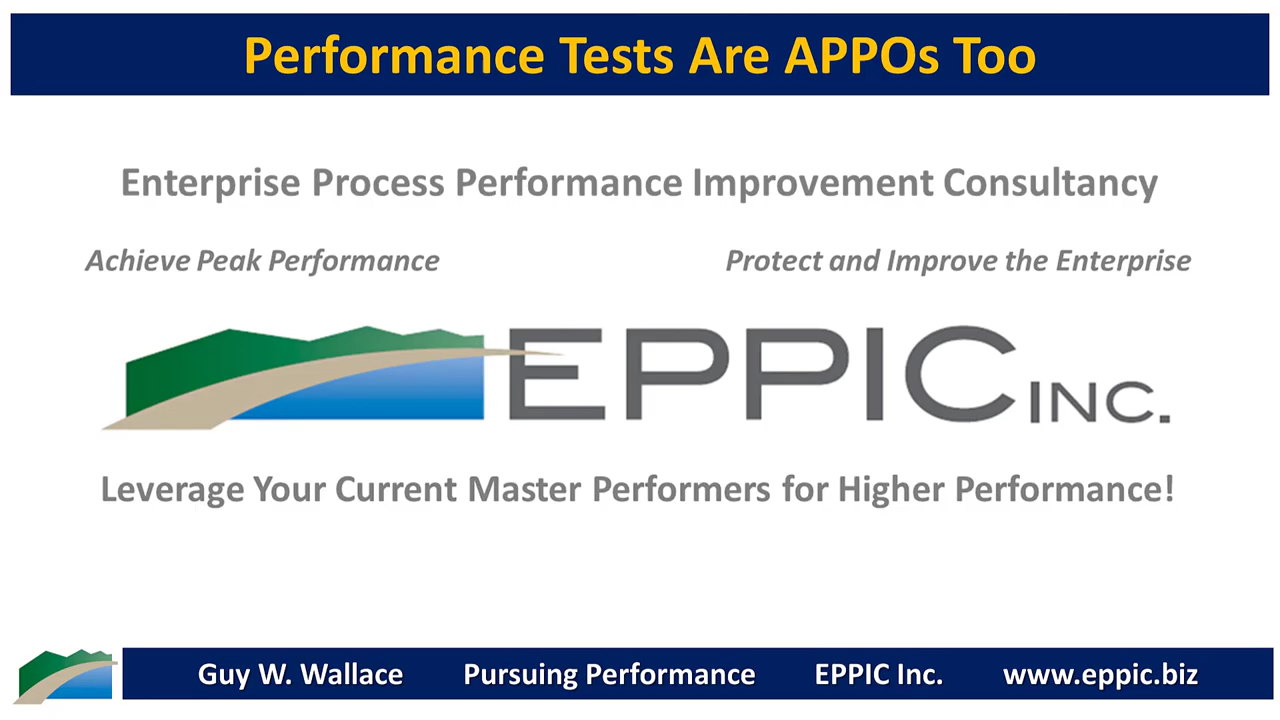 Performance Tests Are APPOs Too
Enterprise Process Performance Improvement Consultancy
Achieve Peak Performance Protect and Improve the Enterprise
EPPIC INC.
Leverage Your Current Master Performers for Higher Performance!
Guy W. Wallace Pursuing Performance EPPIC Inc. www.eppic.biz